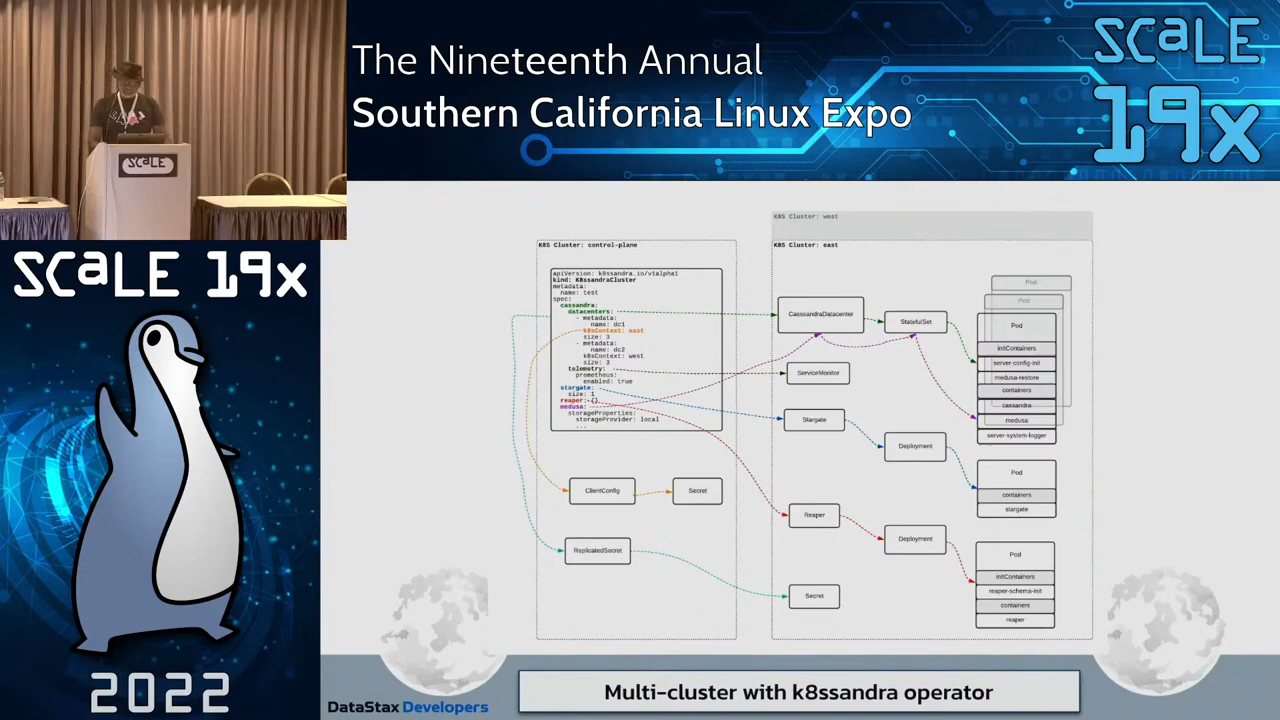 The Nineteenth Annual
Southern California Linux Expo
SCaLE
19x
SCALE
SCaLE 19x
2022
K8S Cluster: control-plane
apiVersion: k8ssandra.io/v1alpha1
kind: K8ssandraCluster
metadata:
name: test
spec:
cassandra:
datacenters:
- metadata:
name: dc1
k8sContext: east
size: 3
- metadata:
name: dc2
k8sContext: west
size: 3
telemetry:
prometheus:
enabled: true
stargate:
size: 1
reaper: {}
medusa:
storageProperties:
storageProvider: local
...
ClientConfig
Secret
ReplicatedSecret
K8S Cluster: west
K8S Cluster: east
CasssandraDatacenter
StatefulSet
ServiceMonitor
Stargate
Deployment
Reaper
Deployment
Secret
Pod
Pod
Pod
initContainers
server-config-init
medusa-restore
containers
cassandra
medusa
server-system-logger
Pod
containers
stargate
Pod
initContainers
reaper-schema-init
containers
reaper
DataStax Developers
Multi-cluster with k8ssandra operator